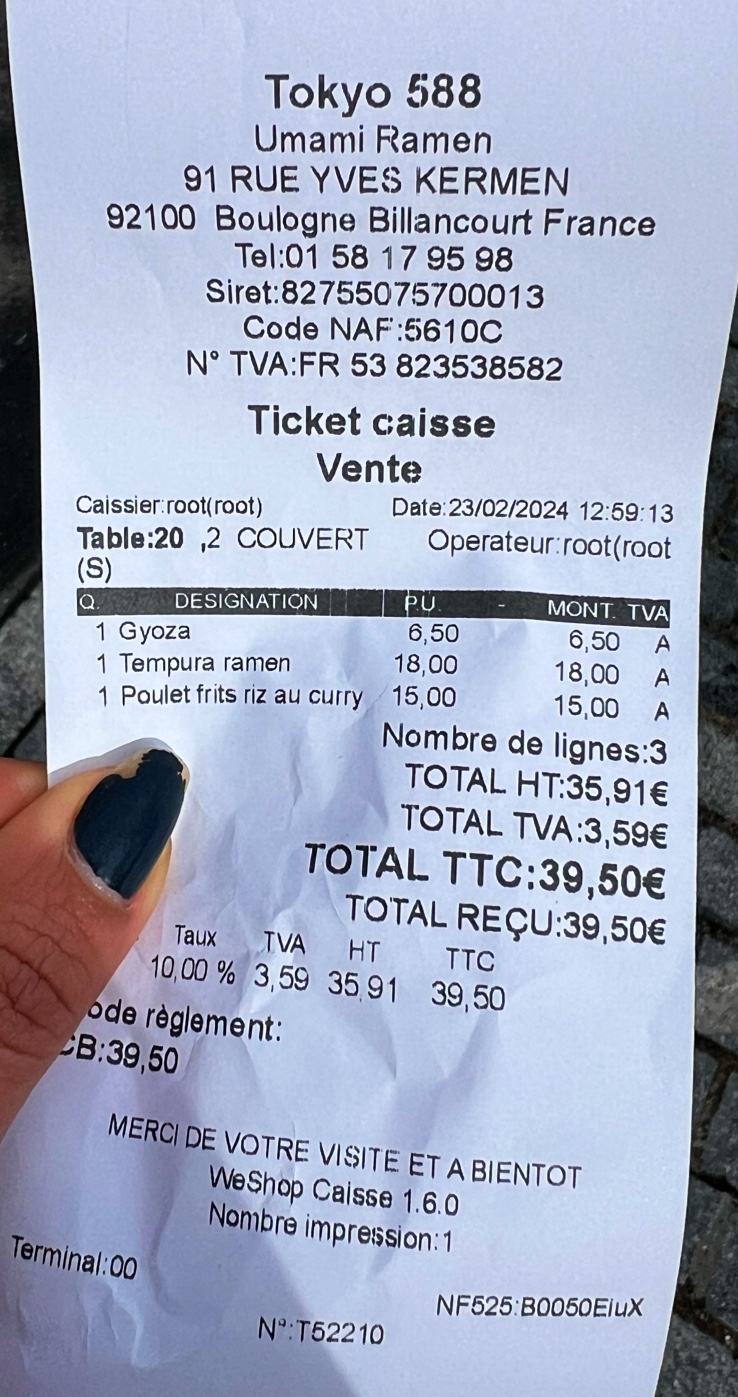 Tokyo 588
Umami Ramen
91 RUE YVES KERMEN
92100 Boulogne Billancourt France
Tel:01 58 17 95 98
Siret:82755075700013
Code NAF:5610C
N° TVA:FR 53 823538582
Ticket caisse
Vente
Caissier:root(root) Date:23/02/2024 12:59:13
Table:20 ,2 COUVERT Operateur:root(root
(S)
Q. DESIGNATION PU. - MONT. TVA
1 Gyoza 6,50 6,50 A
1 Tempura ramen 18,00 18,00 A
1 Poulet frits riz au curry 15,00 15,00 A
Nombre de lignes:3
TOTAL HT:35,91€
TOTAL TVA:3,59€
TOTAL TTC:39,50€
TOTAL REÇU:39,50€
Taux TVA HT TTC
10,00 % 3,59 35,91 39,50
ode règlement:
CB:39,50
MERCI DE VOTRE VISITE ET A BIENTOT
WeShop Caisse 1.6.0
Nombre impression:1
Terminal:00
NF525:B0050EiuX
N°:T52210